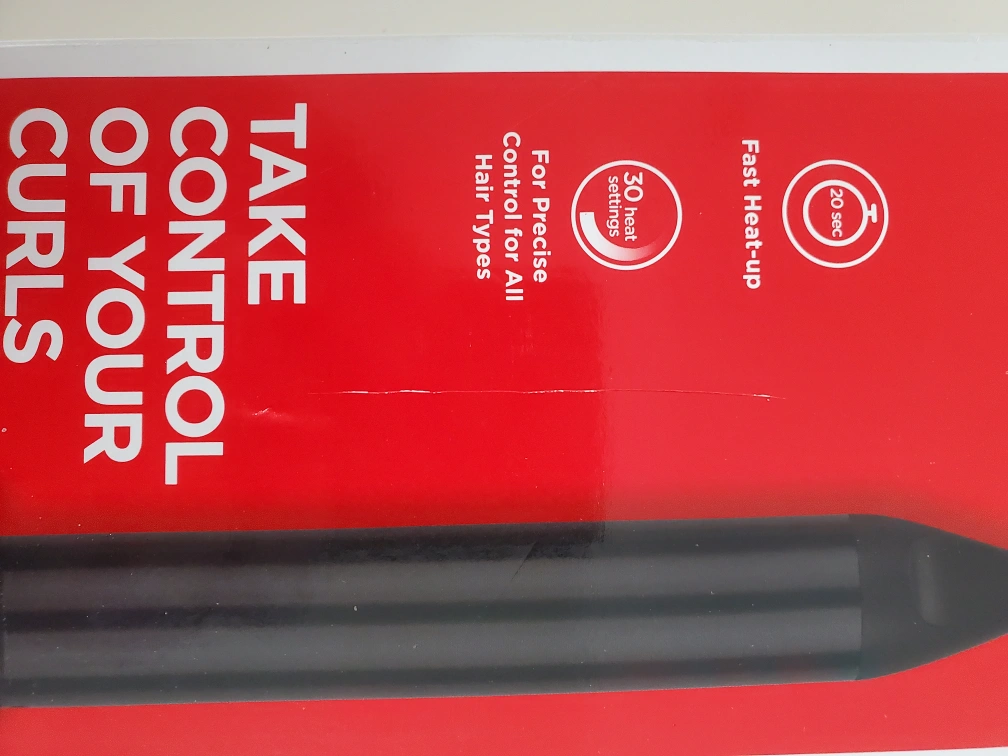 20 sec
Fast Heat-up
30 heat
settings
For Precise
Control for All
Hair Types
TAKE
CONTROL
OF YOUR
CURLS